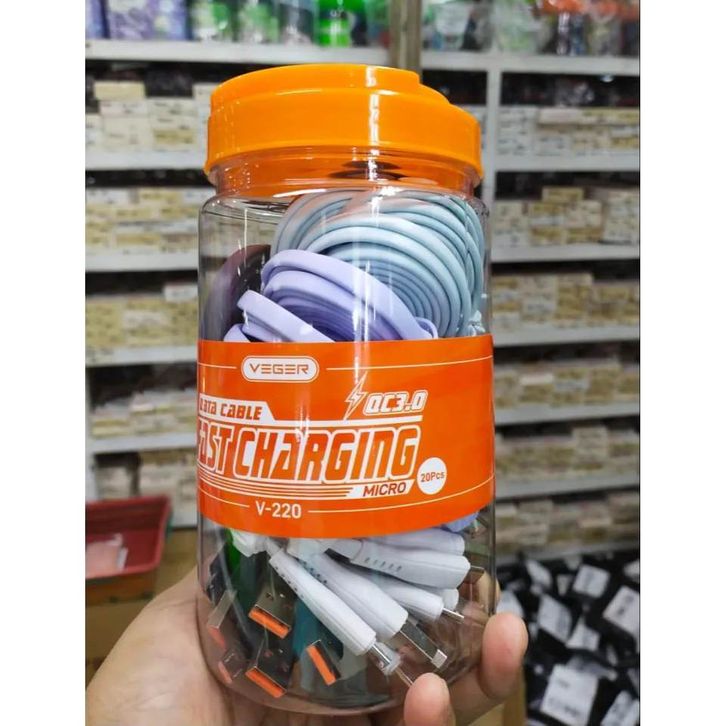 VEGER
DATA CABLE
QC3.0
FAST CHARGING
MICRO
20Pcs
V-220